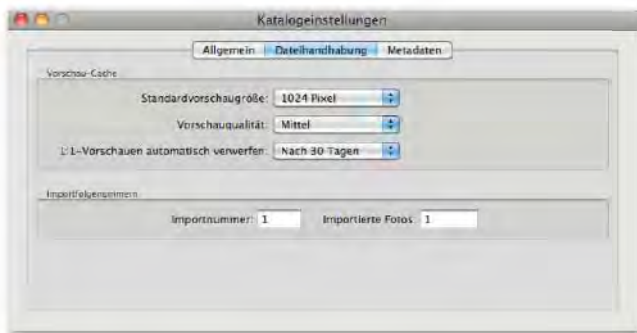 Katalogeinstellungen
Allgemein Dateihandhabung Metadaten
Vorschau-Cache
Standardvorschaugröße: 1024 Pixel
Vorschauqualität: Mittel
1:1-Vorschauen automatisch verwerfen: Nach 30 Tagen
Importfolgenummern
Importnummer: 1 Importierte Fotos: 1